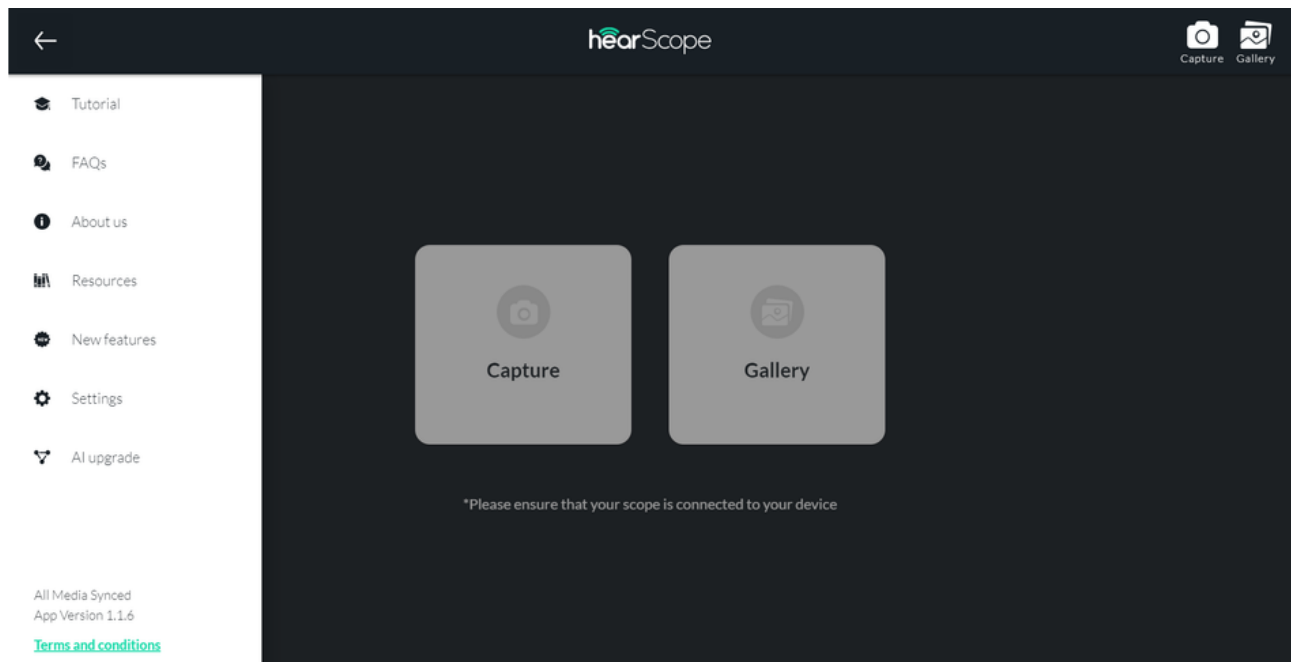 hearScope
Capture Gallery
Tutorial
FAQs
About us
Resources
New features
Settings
AI upgrade
Capture
Gallery
*Please ensure that your scope is connected to your device
All Media Synced
App Version 1.1.6
Terms and conditions